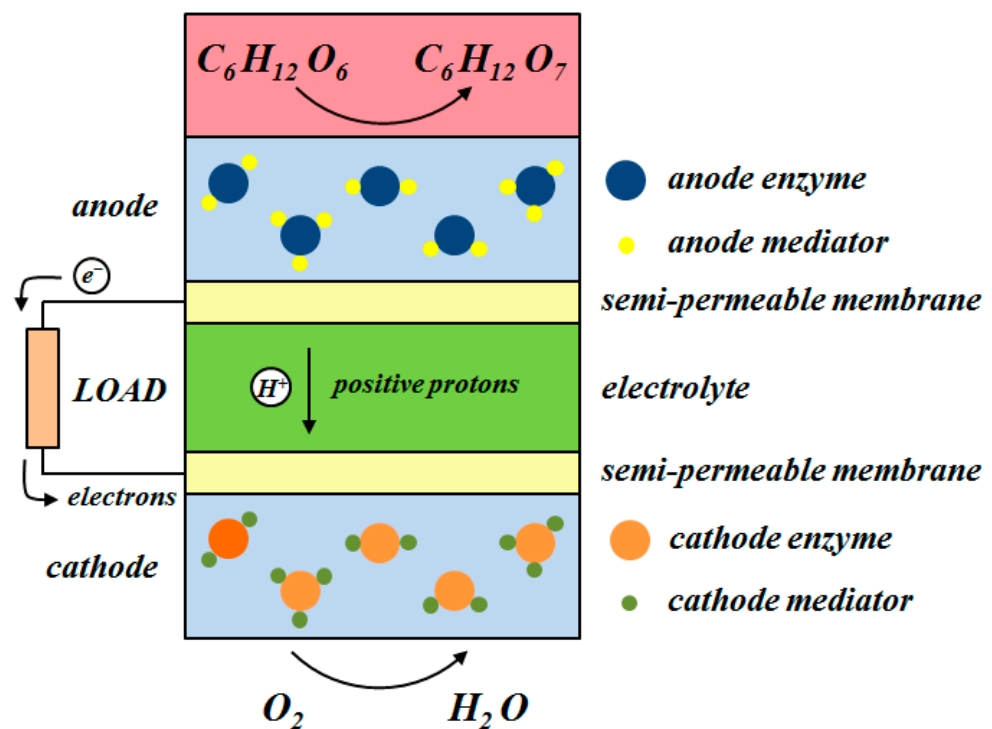 C₆H₁₂O₆ C₆H₁₂O₇
anode
anode enzyme
anode mediator
e⁻
semi-permeable membrane
LOAD
H⁺
positive protons
electrolyte
semi-permeable membrane
electrons
cathode
cathode enzyme
cathode mediator
O₂ H₂O